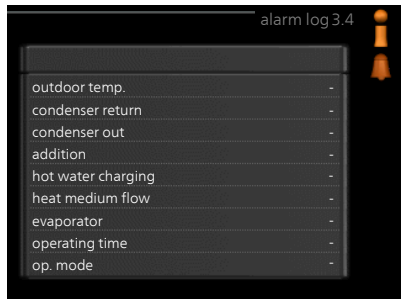 alarm log 3.4
outdoor temp. -
condenser return -
condenser out -
addition -
hot water charging -
heat medium flow -
evaporator -
operating time -
op. mode -